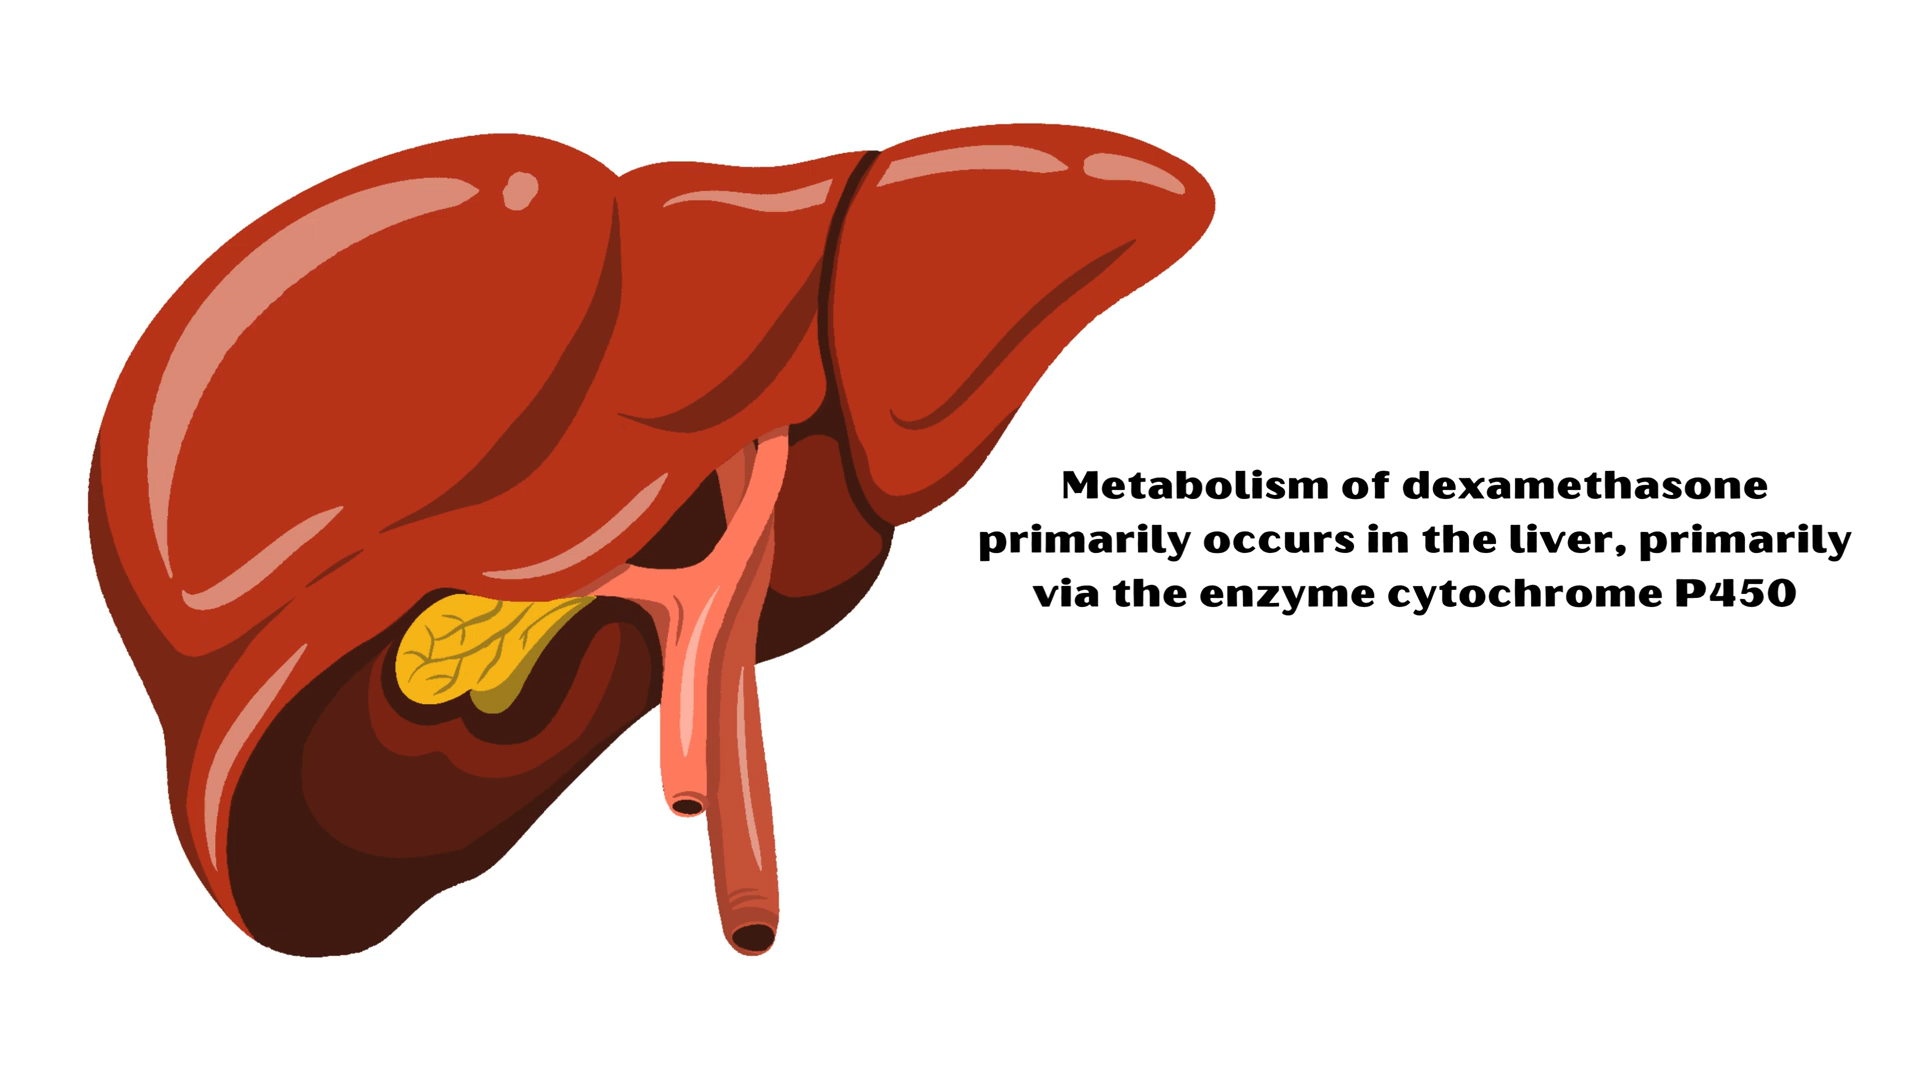 Metabolism of dexamethasone
primarily occurs in the liver, primarily
via the enzyme cytochrome P450